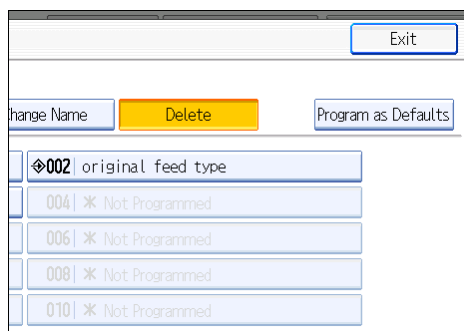 Exit
hange Name Delete Program as Defaults
002 original feed type
004 * Not Programmed
006 * Not Programmed
008 * Not Programmed
010 * Not Programmed